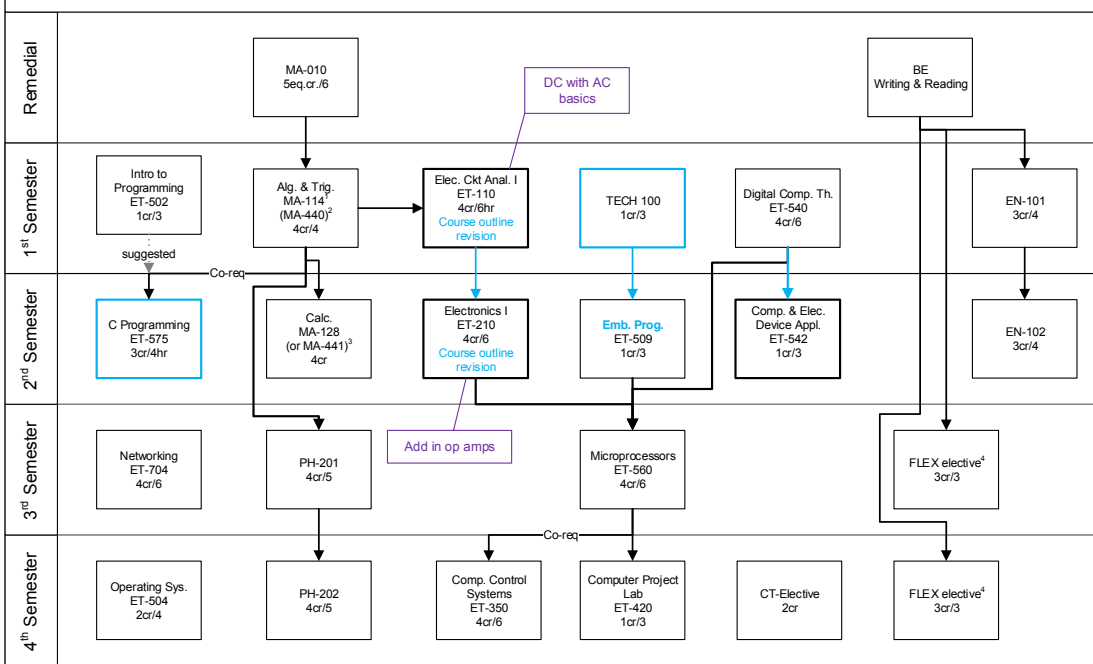 Remedial
MA-010
5eq.cr./6
DC with AC
basics
BE
Writing & Reading
1st Semester
Intro to
Programming
ET-502
1cr/3
Alg. & Trig.
MA-114¹
(MA-440)²
4cr/4
Elec. Ckt Anal. I
ET-110
4cr/6hr
Course outline
revision
TECH 100
1cr/3
Digital Comp. Th.
ET-540
4cr/6
EN-101
3cr/4
suggested
Co-req
2nd Semester
C Programming
ET-575
3cr/4hr
Calc.
MA-128
(or MA-441)³
4cr
Electronics I
ET-210
4cr/6
Course outline
revision
Emb. Prog.
ET-509
1cr/3
Comp. & Elec.
Device Appl.
ET-542
1cr/3
EN-102
3cr/4
3rd Semester
Networking
ET-704
4cr/6
PH-201
4cr/5
Add in op amps
Microprocessors
ET-560
4cr/6
FLEX elective⁴
3cr/3
Co-req
4th Semester
Operating Sys.
ET-504
2cr/4
PH-202
4cr/5
Comp. Control
Systems
ET-350
4cr/6
Computer Project
Lab
ET-420
1cr/3
CT-Elective
2cr
FLEX elective⁴
3cr/3